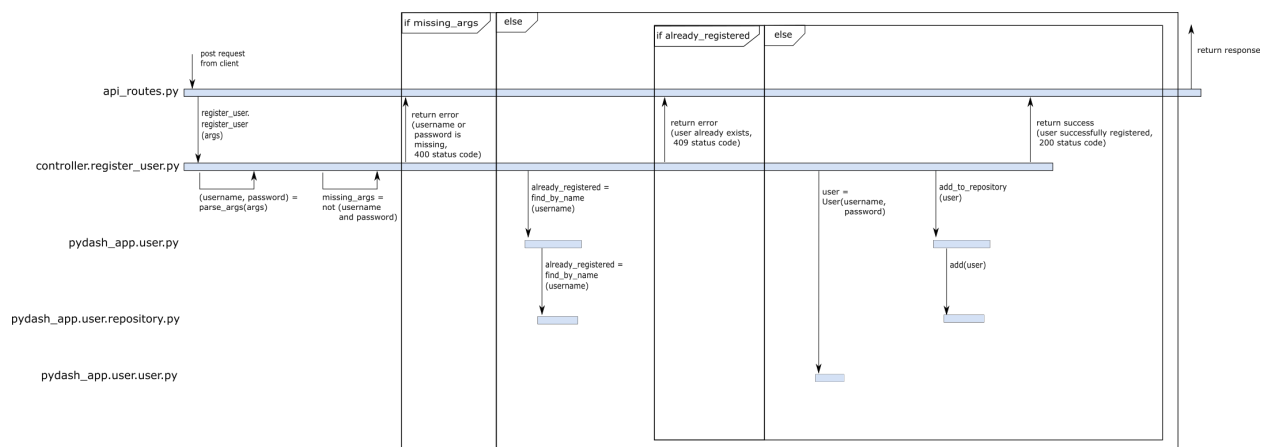 if missing_args
else
if already_registered
else
post request
from client
return response
api_routes.py
register_user.
register_user
(args)
return error
(username or
password is
missing,
400 status code)
return error
(user already exists,
409 status code)
return success
(user successfully registered,
200 status code)
controller.register_user.py
(username, password) =
parse_args(args)
missing_args =
not (username
and password)
already_registered =
find_by_name
(username)
user =
User(username,
password)
add_to_repository
(user)
pydash_app.user.py
already_registered =
find_by_name
(username)
add(user)
pydash_app.user.repository.py
pydash_app.user.user.py